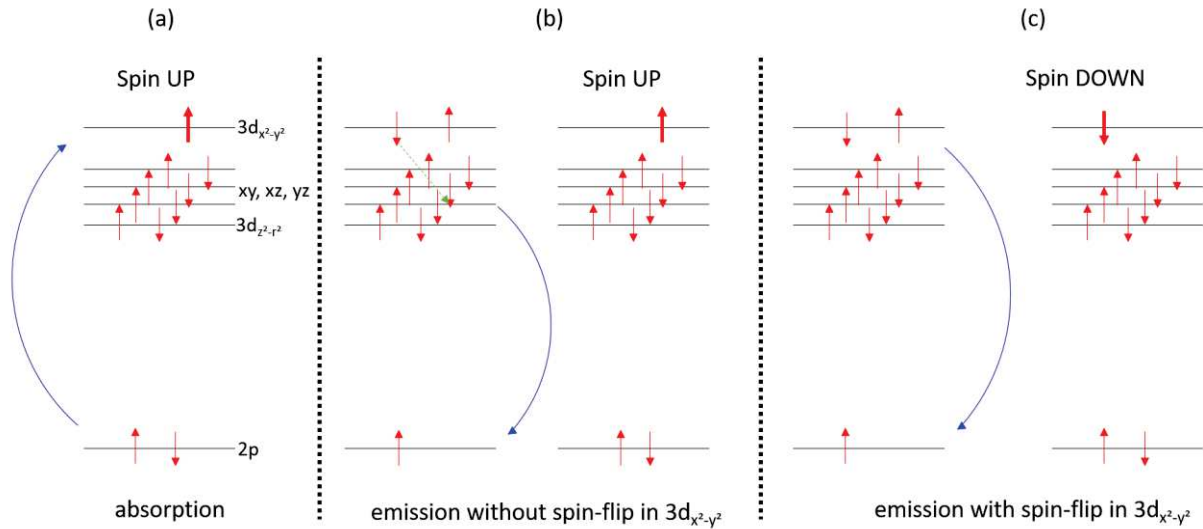 (a)
(b)
(c)
Spin UP
Spin UP
Spin DOWN
3dx²-y²
xy, xz, yz
3dz²-r²
2p
absorption
emission without spin-flip in 3dx²-y²
emission with spin-flip in 3dx²-y²